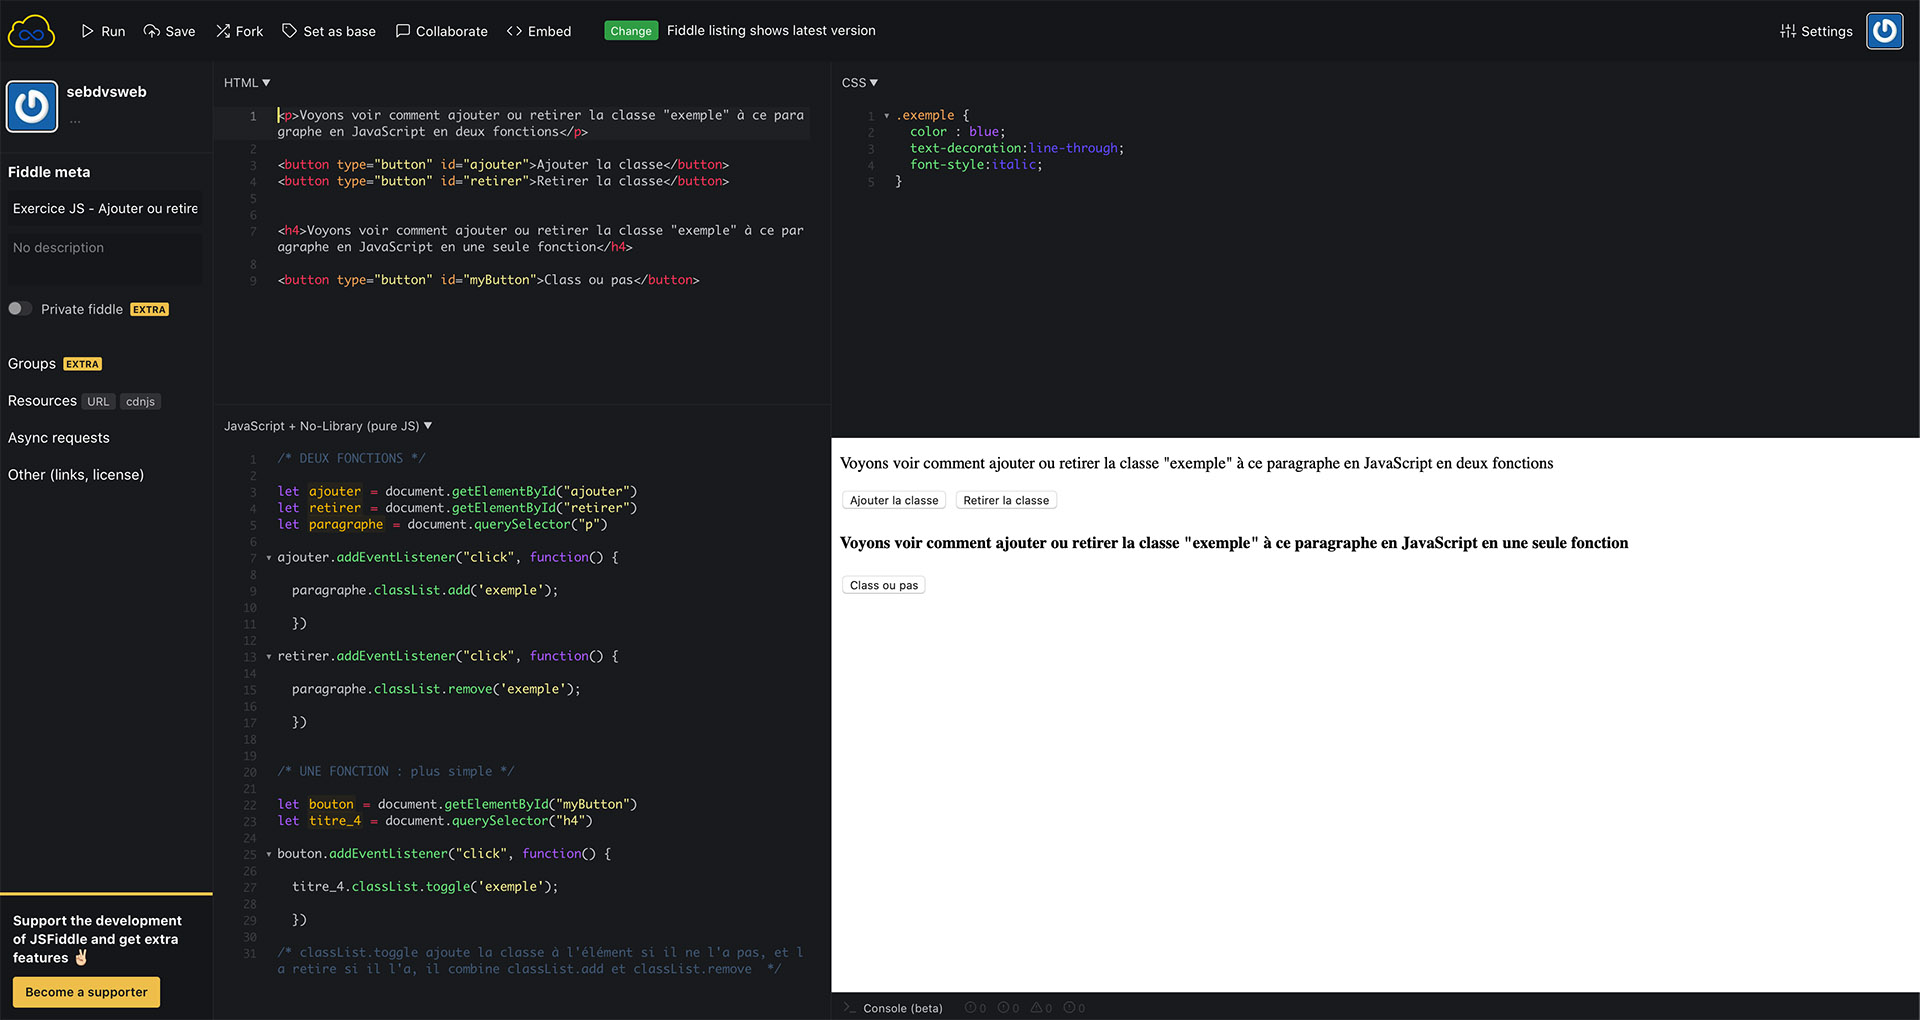 Run Save Fork Set as base Collaborate Embed Change Fiddle listing shows latest version Settings
sebdvsweb
...
Fiddle meta
Exercice JS - Ajouter ou retire
No description
Private fiddle EXTRA
Groups EXTRA
Resources URL cdnjs
Async requests
Other (links, license)
Support the development
of JSFiddle and get extra
features ✌🏻
Become a supporter
HTML ▼
1 <p>Voyons voir comment ajouter ou retirer la classe "exemple" à ce para
graphe en JavaScript en deux fonctions</p>
2
3 <button type="button" id="ajouter">Ajouter la classe</button>
4 <button type="button" id="retirer">Retirer la classe</button>
5
6
7 <h4>Voyons voir comment ajouter ou retirer la classe "exemple" à ce par
agraphe en JavaScript en une seule fonction</h4>
8
9 <button type="button" id="myButton">Class ou pas</button>
JavaScript + No-Library (pure JS) ▼
1 /* DEUX FONCTIONS */
2
3 let ajouter = document.getElementById("ajouter")
4 let retirer = document.getElementById("retirer")
5 let paragraphe = document.querySelector("p")
6
7 ▾ ajouter.addEventListener("click", function() {
8
9 paragraphe.classList.add('exemple');
10
11 })
12
13 ▾ retirer.addEventListener("click", function() {
14
15 paragraphe.classList.remove('exemple');
16
17 })
18
19
20 /* UNE FONCTION : plus simple */
21
22 let bouton = document.getElementById("myButton")
23 let titre_4 = document.querySelector("h4")
24
25 ▾ bouton.addEventListener("click", function() {
26
27 titre_4.classList.toggle('exemple');
28
29 })
30
31 /* classList.toggle ajoute la classe à l'élément si il ne l'a pas, et l
a retire si il l'a, il combine classList.add et classList.remove */
CSS ▼
1 ▾ .exemple {
2 color : blue;
3 text-decoration:line-through;
4 font-style:italic;
5 }
Voyons voir comment ajouter ou retirer la classe "exemple" à ce paragraphe en JavaScript en deux fonctions
Ajouter la classe Retirer la classe
Voyons voir comment ajouter ou retirer la classe "exemple" à ce paragraphe en JavaScript en une seule fonction
Class ou pas
>_ Console (beta) 0 0 0 0